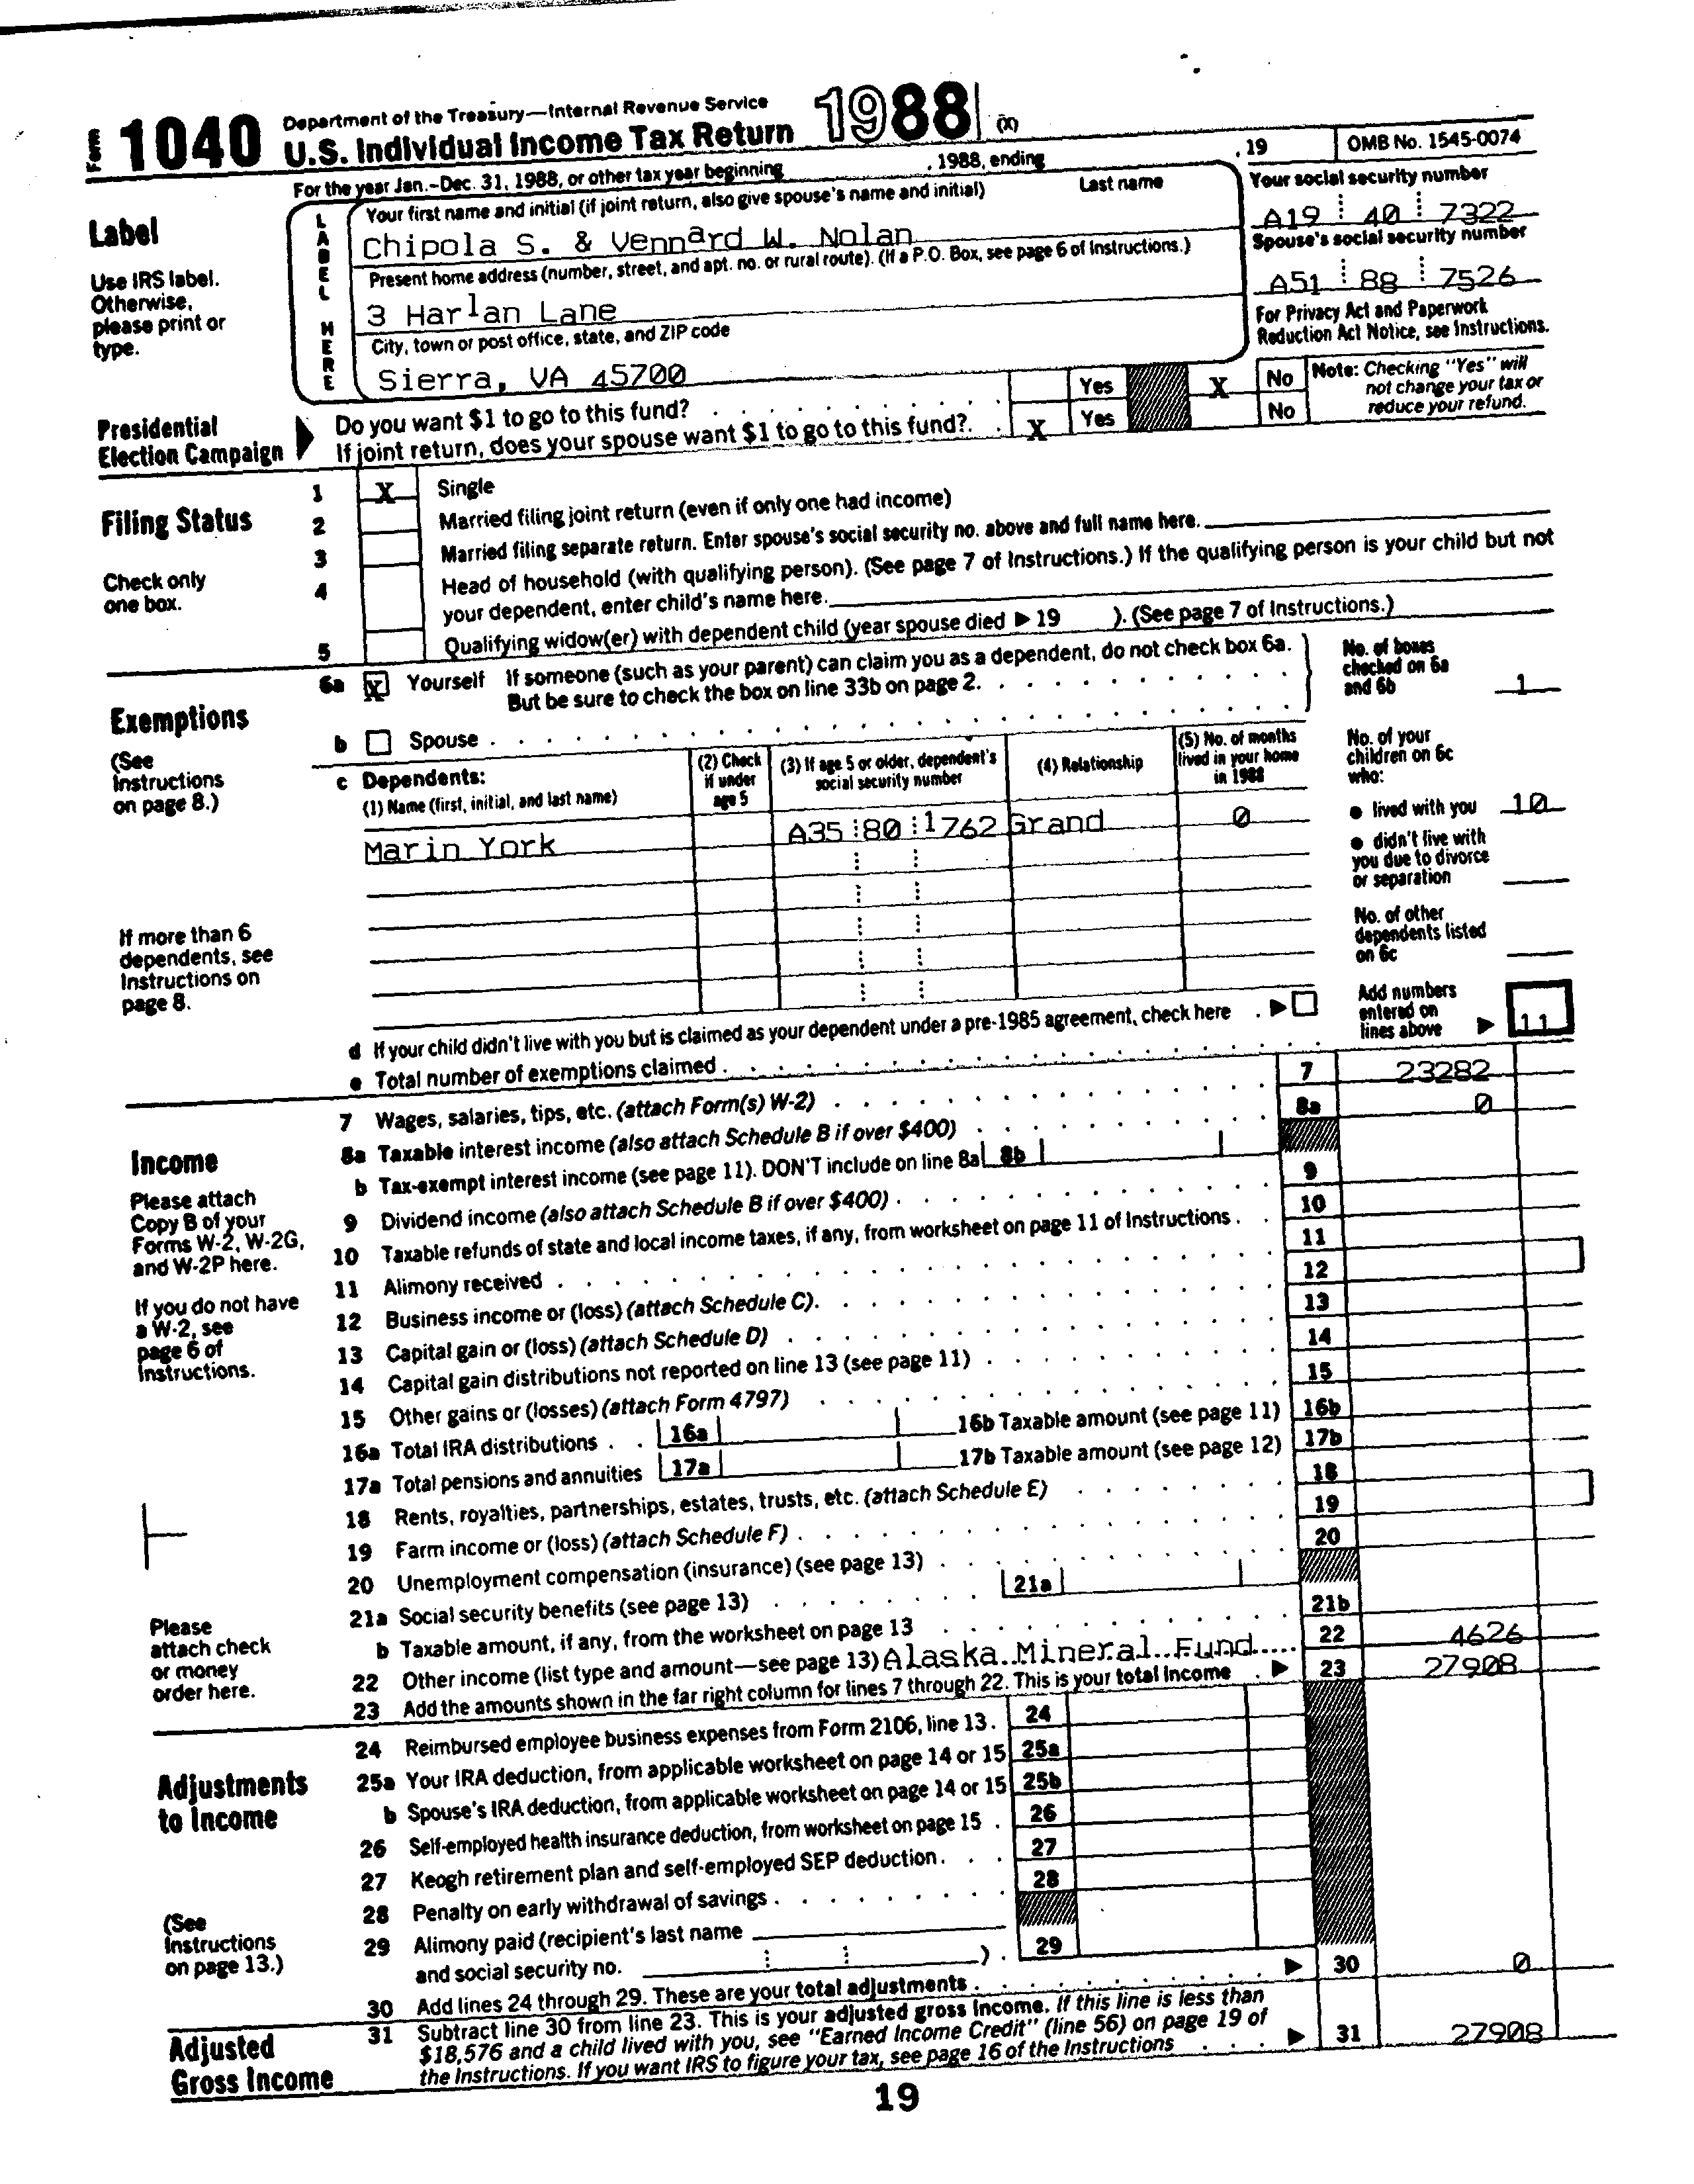 Form 1040 Department of the Treasury—Internal Revenue Service
U.S. Individual Income Tax Return 1988 (X)
For the year Jan.-Dec. 31, 1988, or other tax year beginning , 1988, ending , 19 OMB No. 1545-0074
Label
Use IRS label.
Otherwise,
please print or
type.
LABEL HERE
Your first name and initial (if joint return, also give spouse's name and initial) Last name
Chipola S. & Vennard W. Nolan
Present home address (number, street, and apt. no. or rural route). (If a P.O. Box, see page 6 of Instructions.)
3 Harlan Lane
City, town or post office, state, and ZIP code
Sierra, VA 45700
Your social security number
A19 40 7322
Spouse's social security number
A51 88 7526
For Privacy Act and Paperwork
Reduction Act Notice, see Instructions.
Presidential
Election Campaign
Do you want $1 to go to this fund? Yes X No
If joint return, does your spouse want $1 to go to this fund? X Yes No
Note: Checking "Yes" will
not change your tax or
reduce your refund.
Filing Status
Check only
one box.
1 X Single
2 Married filing joint return (even if only one had income)
3 Married filing separate return. Enter spouse's social security no. above and full name here.
4 Head of household (with qualifying person). (See page 7 of Instructions.) If the qualifying person is your child but not
your dependent, enter child's name here.
5 Qualifying widow(er) with dependent child (year spouse died ▶ 19 ). (See page 7 of Instructions.)
Exemptions
(See
Instructions
on page 8.)
If more than 6
dependents, see
Instructions on
page 8.
6a X Yourself If someone (such as your parent) can claim you as a dependent, do not check box 6a.
But be sure to check the box on line 33b on page 2.
b Spouse
c Dependents:
(1) Name (first, initial, and last name)
(2) Check
if under
age 5
(3) If age 5 or older, dependent's
social security number
(4) Relationship
(5) No. of months
lived in your home
in 1988
Marin York A35 80 1762 Grand 0
No. of boxes
checked on 6a
and 6b 1
No. of your
children on 6c
who:
● lived with you 10
● didn't live with
you due to divorce
or separation
No. of other
dependents listed
on 6c
Add numbers
entered on
lines above ▶ 11
d If your child didn't live with you but is claimed as your dependent under a pre-1985 agreement, check here ▶
e Total number of exemptions claimed
Income
Please attach
Copy B of your
Forms W-2, W-2G,
and W-2P here.
If you do not have
a W-2, see
page 6 of
Instructions.
Please
attach check
or money
order here.
7 Wages, salaries, tips, etc. (attach Form(s) W-2) 7 23282
8a Taxable interest income (also attach Schedule B if over $400) 8a 0
b Tax-exempt interest income (see page 11). DON'T include on line 8a 8b
9 Dividend income (also attach Schedule B if over $400) 9
10 Taxable refunds of state and local income taxes, if any, from worksheet on page 11 of Instructions 10
11 Alimony received 11
12 Business income or (loss) (attach Schedule C) 12
13 Capital gain or (loss) (attach Schedule D) 13
14 Capital gain distributions not reported on line 13 (see page 11) 14
15 Other gains or (losses) (attach Form 4797) 15
16a Total IRA distributions 16a 16b Taxable amount (see page 11) 16b
17a Total pensions and annuities 17a 17b Taxable amount (see page 12) 17b
18 Rents, royalties, partnerships, estates, trusts, etc. (attach Schedule E) 18
19 Farm income or (loss) (attach Schedule F) 19
20 Unemployment compensation (insurance) (see page 13) 20
21a Social security benefits (see page 13) 21a
b Taxable amount, if any, from the worksheet on page 13 21b
22 Other income (list type and amount—see page 13) Alaska Mineral Fund 22 4626
23 Add the amounts shown in the far right column for lines 7 through 22. This is your total income ▶ 23 27908
Adjustments
to Income
(See
Instructions
on page 13.)
24 Reimbursed employee business expenses from Form 2106, line 13. 24
25a Your IRA deduction, from applicable worksheet on page 14 or 15 25a
b Spouse's IRA deduction, from applicable worksheet on page 14 or 15 25b
26 Self-employed health insurance deduction, from worksheet on page 15 26
27 Keogh retirement plan and self-employed SEP deduction 27
28 Penalty on early withdrawal of savings 28
29 Alimony paid (recipient's last name
and social security no. ) 29
30 Add lines 24 through 29. These are your total adjustments ▶ 30 0
Adjusted
Gross Income
31 Subtract line 30 from line 23. This is your adjusted gross income. If this line is less than
$18,576 and a child lived with you, see "Earned Income Credit" (line 56) on page 19 of
the Instructions. If you want IRS to figure your tax, see page 16 of the Instructions ▶ 31 27908
19